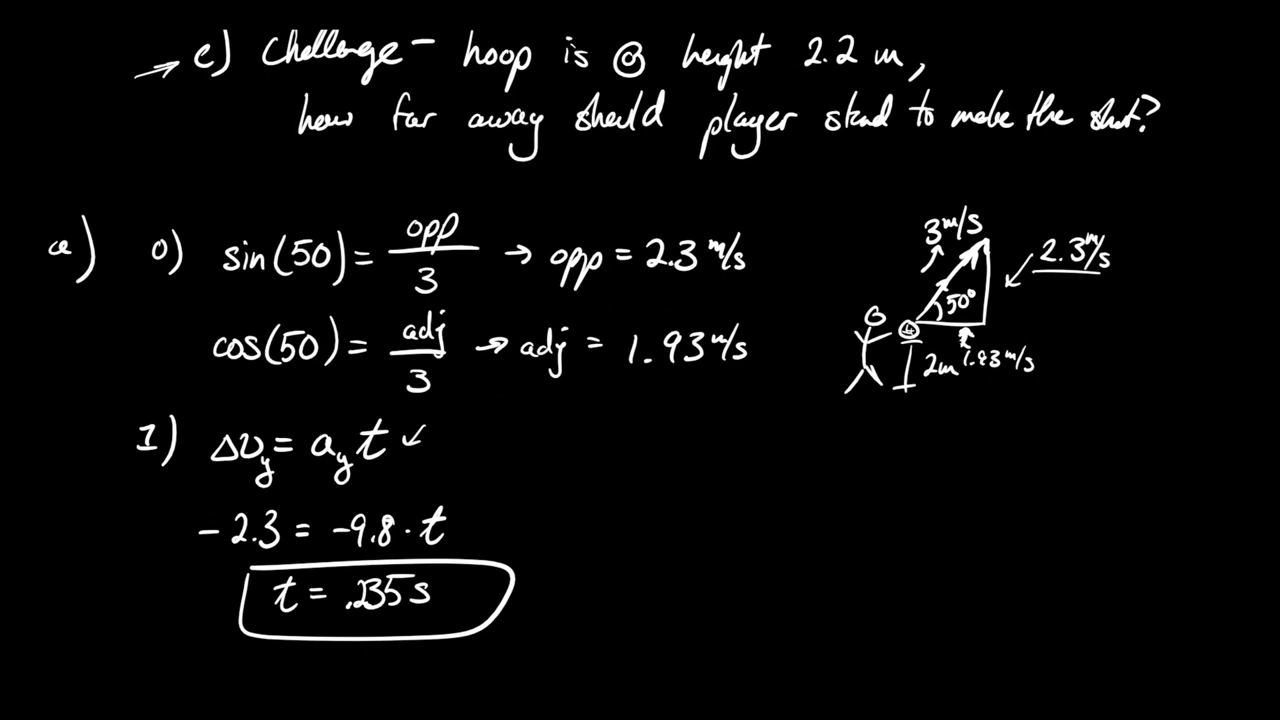 → c) Challenge - hoop is @ height 2.2 m,
how far away should player stand to make the shot?
a) 0) sin(50) = opp/3 → opp = 2.3 m/s
cos(50) = adj/3 → adj = 1.93 m/s
3 m/s
2.3 m/s
50°
2m
1.93 m/s
1) Δv_y = a_y t
-2.3 = -9.8 · t
t = .235 s